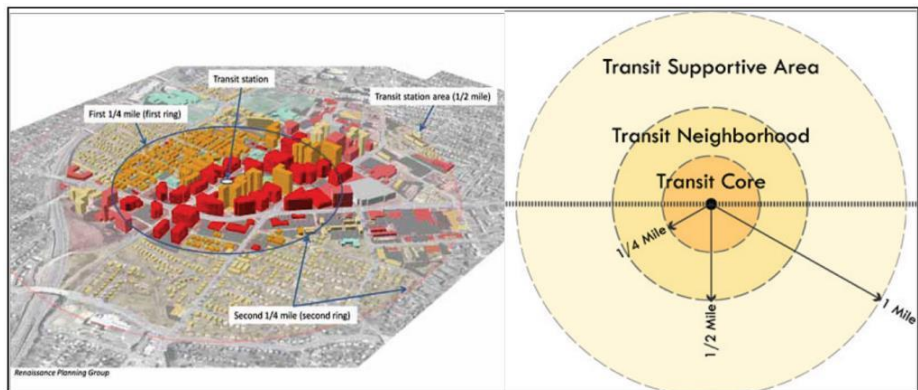 Transit station
First 1/4 mile (first ring)
Transit station area (1/2 mile)
Second 1/4 mile (second ring)
Renaissance Planning Group
Transit Supportive Area
Transit Neighborhood
Transit Core
1/4 Mile
1/2 Mile
1 Mile